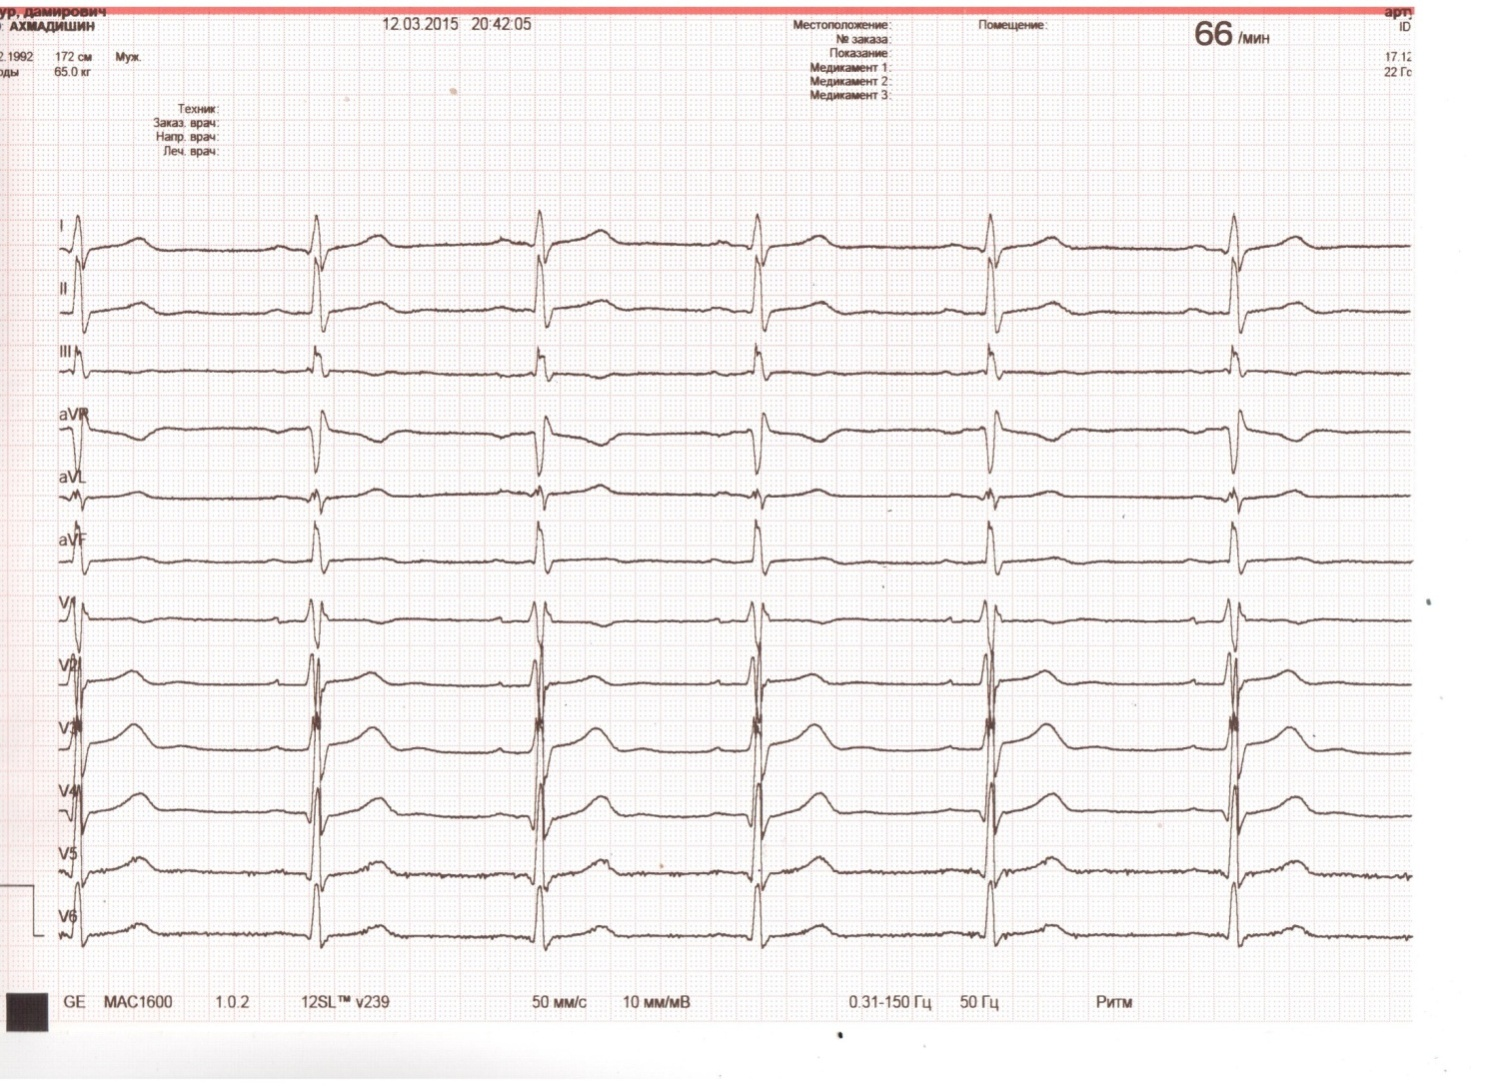 ур, дамирович
АХМАДИШИН
12.03.2015 20:42:05
Местоположение:
№ заказа:
Показание:
Медикамент 1:
Медикамент 2:
Медикамент 3:
Помещение:
66 /мин
арту
ID
2.1992 172 см Муж.
оды 65.0 кг
17.12
22 Го
Техник:
Заказ. врач:
Напр. врач:
Леч. врач:
I
II
III
aVR
aVL
aVF
V1
V2
V3
V4
V5
V6
GE MAC1600 1.0.2 12SL™ v239 50 мм/с 10 мм/мВ 0.31-150 Гц 50 Гц Ритм